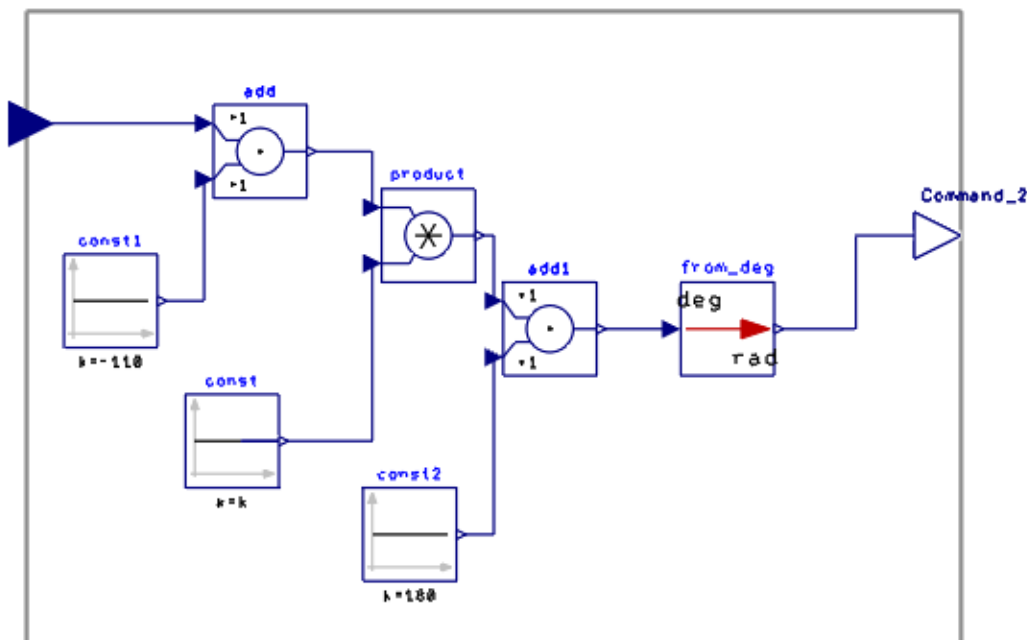 add
+1
+1
product
Command_2
const1
k=-110
add1
+1
+1
from_deg
deg
rad
const
k=k
const2
k=180